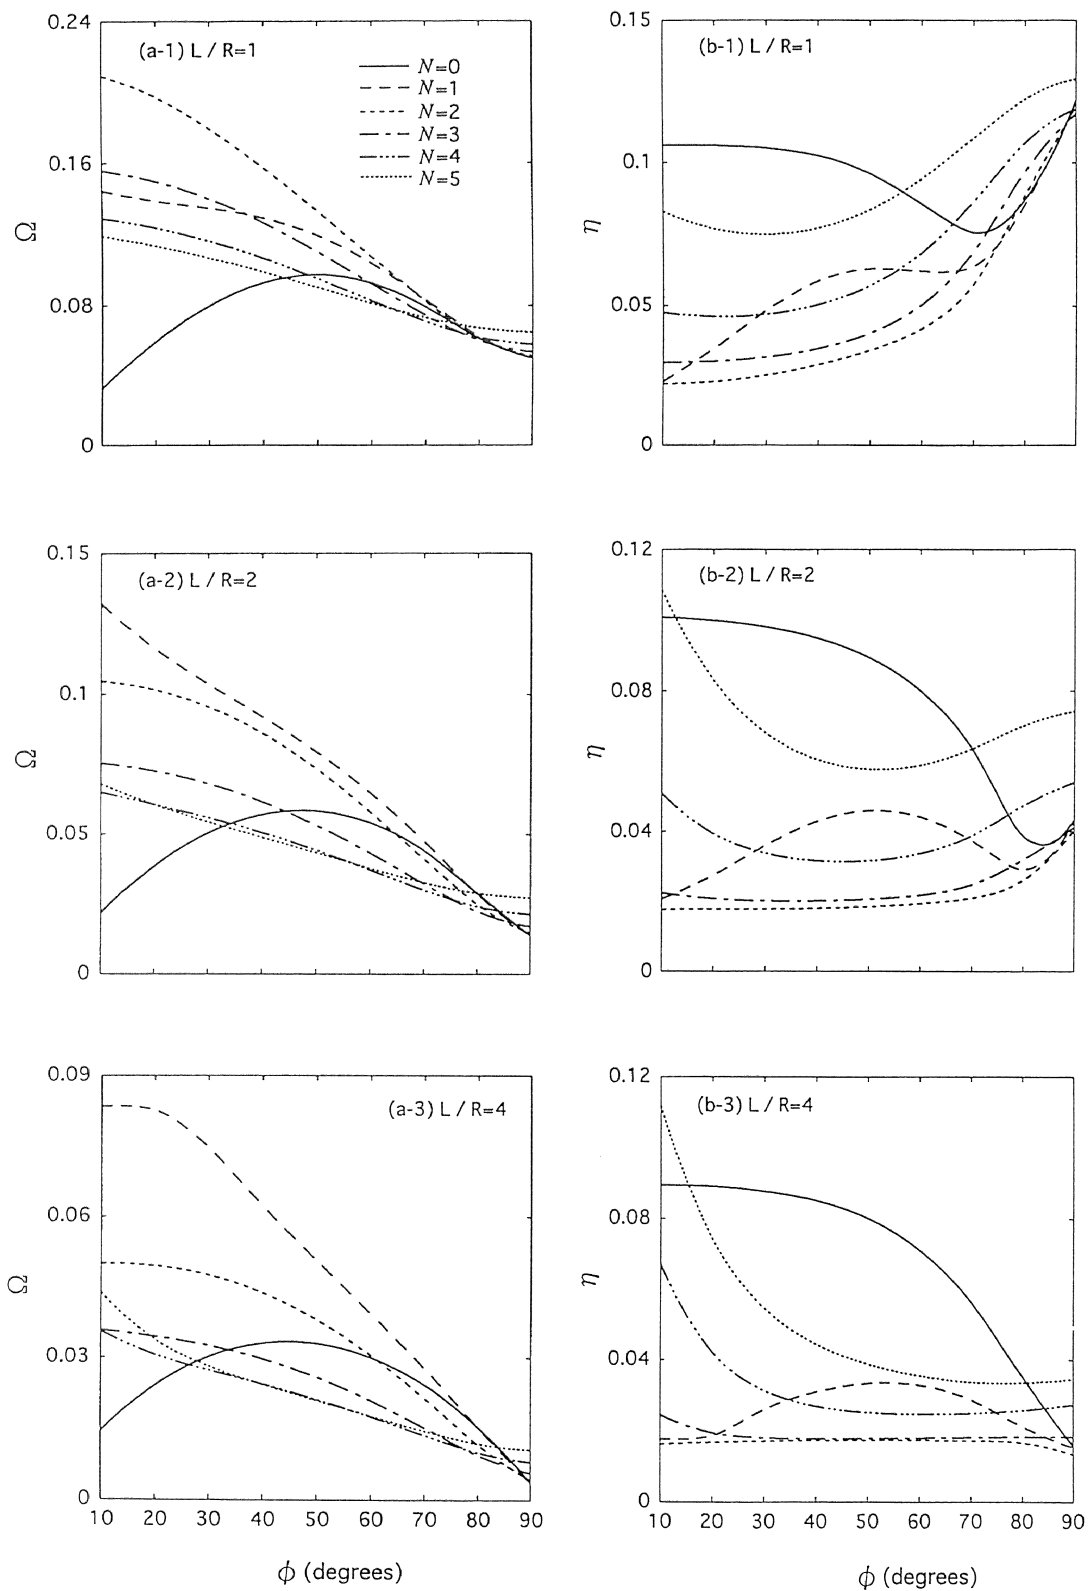 (a-1) L / R=1
N=0
N=1
N=2
N=3
N=4
N=5
0.24
0.16
0.08
0
Ω
(b-1) L / R=1
0.15
0.1
0.05
0
η
(a-2) L / R=2
0.15
0.1
0.05
0
Ω
(b-2) L / R=2
0.12
0.08
0.04
0
η
(a-3) L / R=4
0.09
0.06
0.03
0
Ω
10 20 30 40 50 60 70 80 90
ϕ (degrees)
(b-3) L / R=4
0.12
0.08
0.04
0
η
10 20 30 40 50 60 70 80 90
ϕ (degrees)